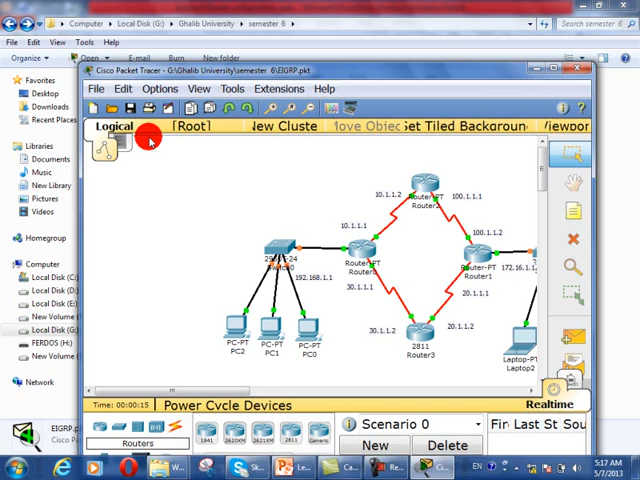 Computer ▸ Local Disk (G:) ▸ Ghalib University ▸ semester 6 ▸
Search semester 6
File Edit View Tools Help
Organize Open E-mail Burn New folder
Cisco Packet Tracer - G:\Ghalib University\semester 6\EIGRP.pkt
File Edit Options View Tools Extensions Help
Logical [Root] New Cluste Move Objec Set Tiled Backgroun Viewpor
Favorites
Desktop
Downloads
Recent Places
Libraries
Documents
Music
New Library
Pictures
Videos
Homegroup
Computer
Local Disk (C:)
Local Disk (D:)
Local Disk (E:)
New Volume (
Local Disk (G:)
FERDOS (H:)
New Volume (
Network
10.1.1.2
100.1.1.1
Router-PT
10.1.1.1
100.1.1.2
Router-PT
Router0
Router-PT
Router1
172.16.1.
192.168.1.1
30.1.1.1
20.1.1.1
30.1.1.2
20.1.1.2
2811
Router3
PC-PT
PC2
PC-PT
PC1
PC-PT
PC0
Laptop-PT
Laptop2
Time: 00:00:15 Power Cycle Devices Realtime
Scenario 0
Fire Last St Sou
1841 2620XM 2621XM 2811 Generic
Routers
New Delete
EIGRP.pkt
Cisco Pack
W... Sk... Le... Ca... Re... Ci...
EN
5:17 AM
5/7/2013